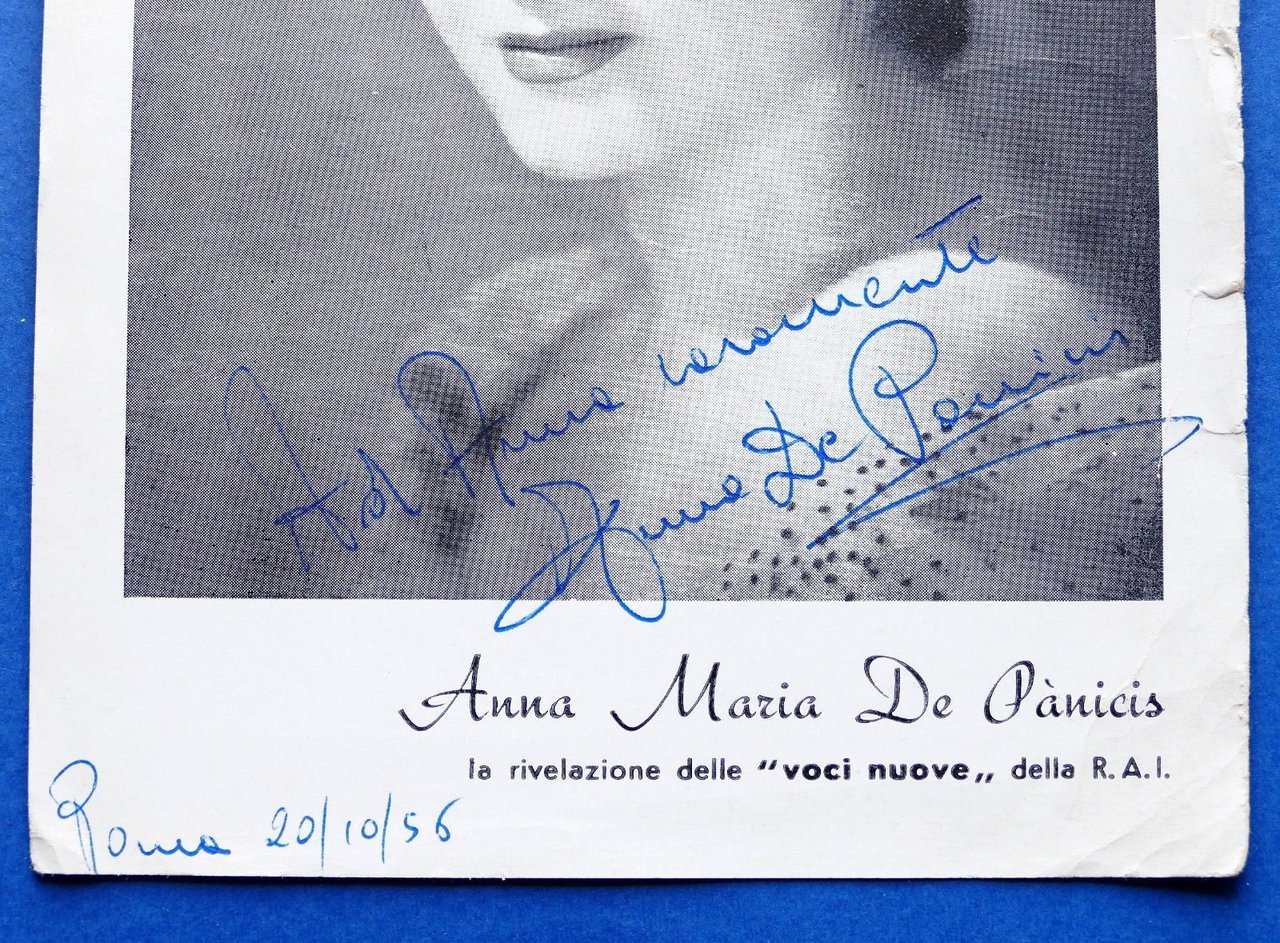 Ad Anna caramente
Anna De Panicis
Anna Maria De Pànicis
la rivelazione delle "voci nuove„ della R.A.I.
Roma 20/10/56